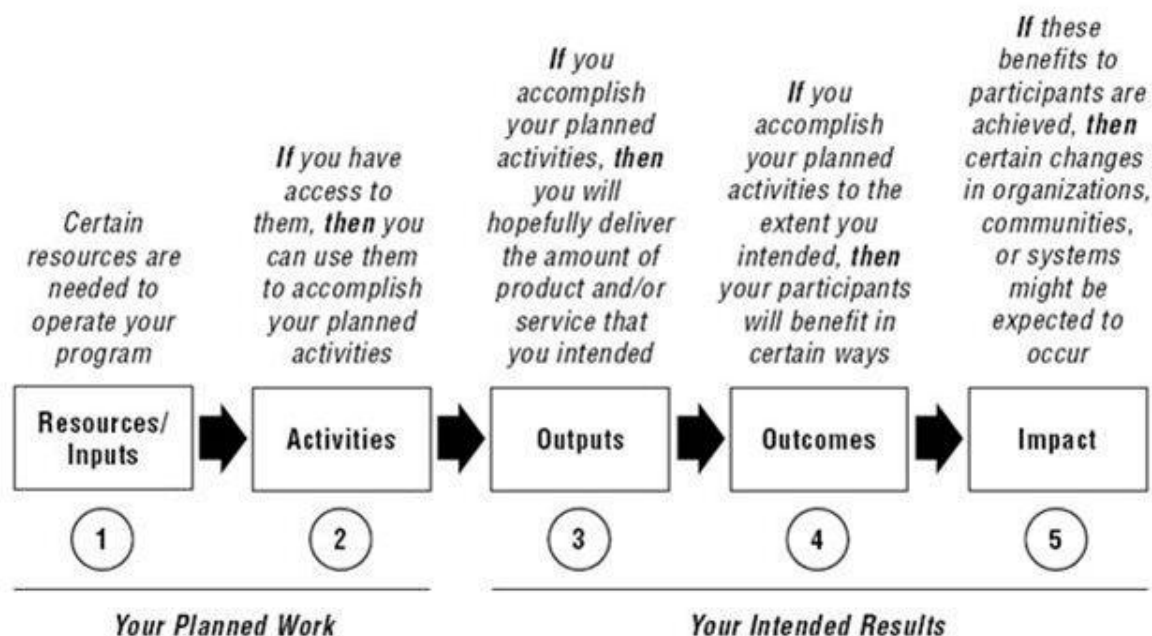 Certain
resources are
needed to
operate your
program
If you have
access to
them, then you
can use them
to accomplish
your planned
activities
If you
accomplish
your planned
activities, then
you will
hopefully deliver
the amount of
product and/or
service that
you intended
If you
accomplish
your planned
activities to the
extent you
intended, then
your participants
will benefit in
certain ways
If these
benefits to
participants are
achieved, then
certain changes
in organizations,
communities,
or systems
might be
expected to
occur
Resources/
Inputs
Activities
Outputs
Outcomes
Impact
1
2
3
4
5
Your Planned Work
Your Intended Results